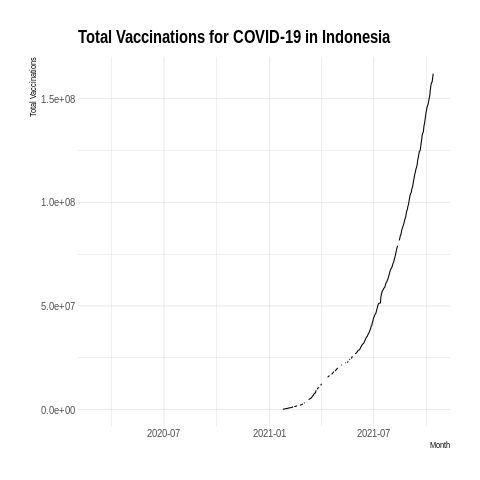 Total Vaccinations for COVID-19 in Indonesia
Total Vaccinations
1.5e+08
1.0e+08
5.0e+07
0.0e+00
2020-07 2021-01 2021-07
Month